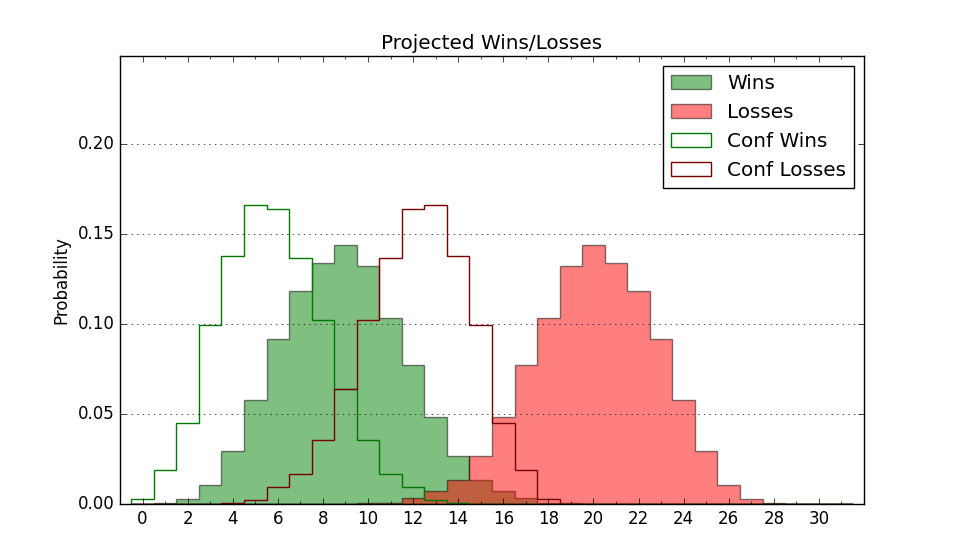 Projected Wins/Losses
Wins
Losses
Conf Wins
Conf Losses
Probability
0.20
0.15
0.10
0.05
0.00
0 2 4 6 8 10 12 14 16 18 20 22 24 26 28 30